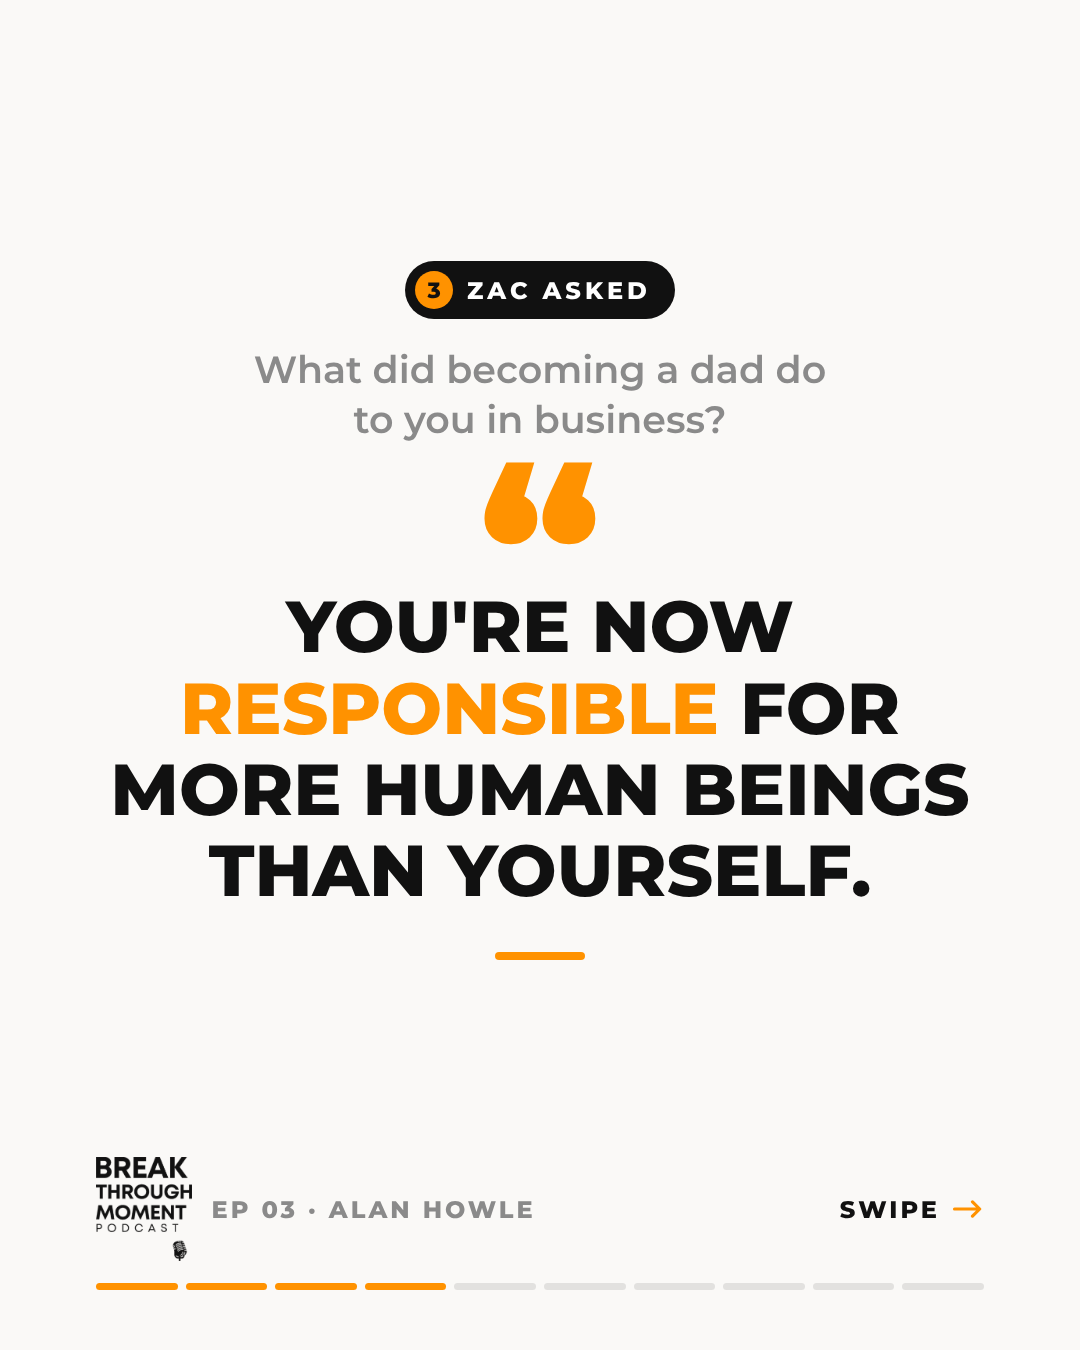 3 ZAC ASKED
What did becoming a dad do
to you in business?
“
YOU'RE NOW
RESPONSIBLE FOR
MORE HUMAN BEINGS
THAN YOURSELF.
BREAK
THROUGH
MOMENT
PODCAST
EP 03 · ALAN HOWLE
SWIPE →